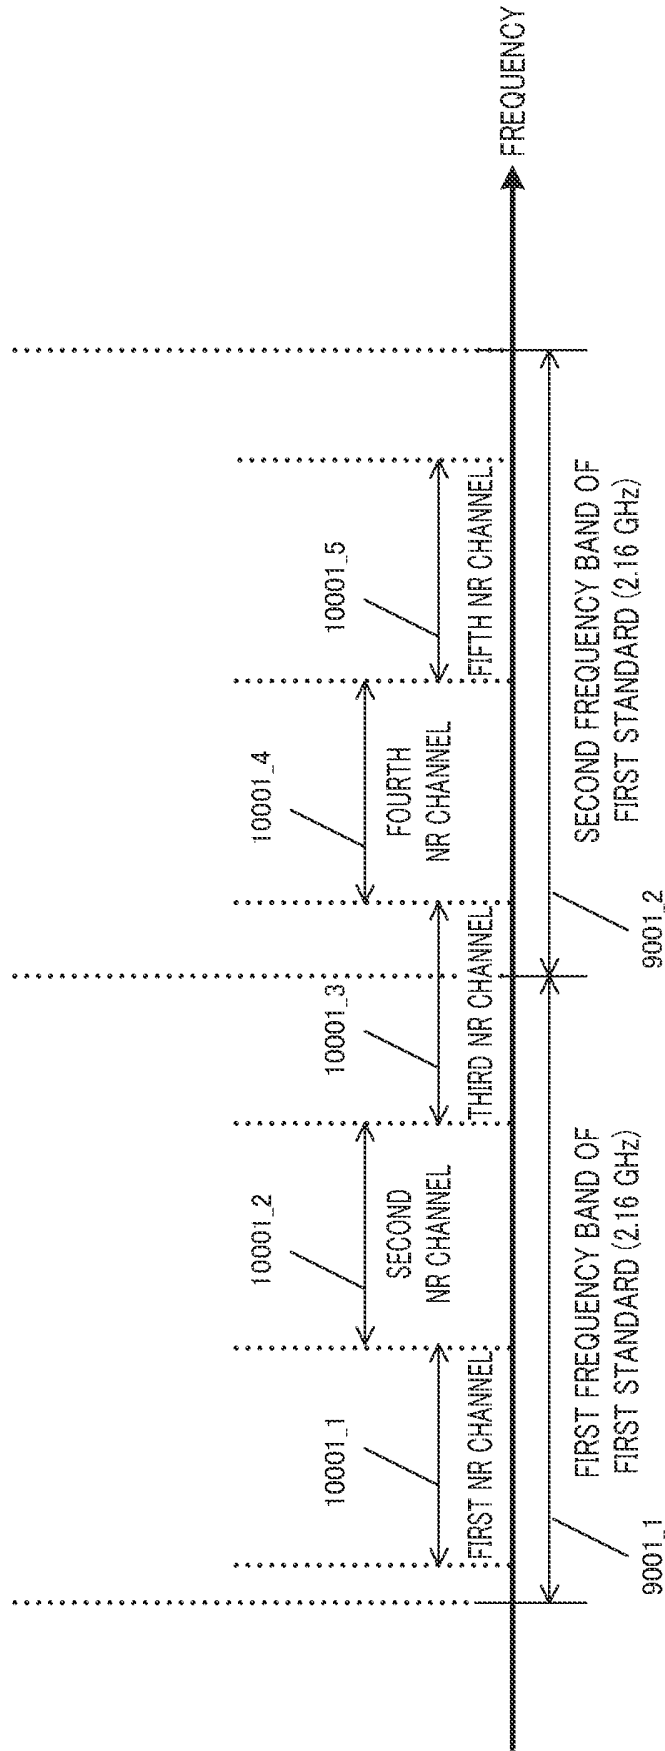 10001_1
10001_2
10001_3
10001_4
10001_5
FIRST NR CHANNEL
SECOND
NR CHANNEL
THIRD NR CHANNEL
FOURTH
NR CHANNEL
FIFTH NR CHANNEL
FREQUENCY
FIRST FREQUENCY BAND OF
FIRST STANDARD (2.16 GHz)
SECOND FREQUENCY BAND OF
FIRST STANDARD (2.16 GHz)
9001_1
9001_2